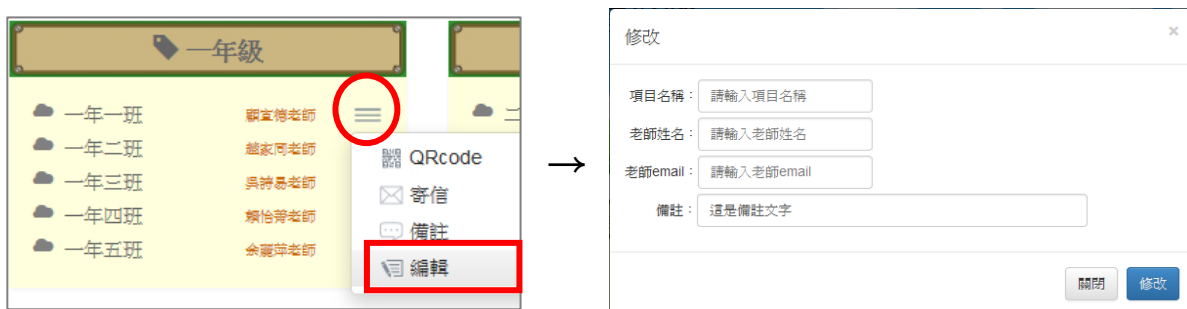 一年級
一年一班 顧宜德老師
一年二班 趙家同老師
一年三班 吳詩易老師
一年四班 賴怡菁老師
一年五班 余麗萍老師
QRcode
寄信
備註
編輯
→
修改 ×
項目名稱： 請輸入項目名稱
老師姓名： 請輸入老師姓名
老師email： 請輸入老師email
備註： 這是備註文字
關閉 修改